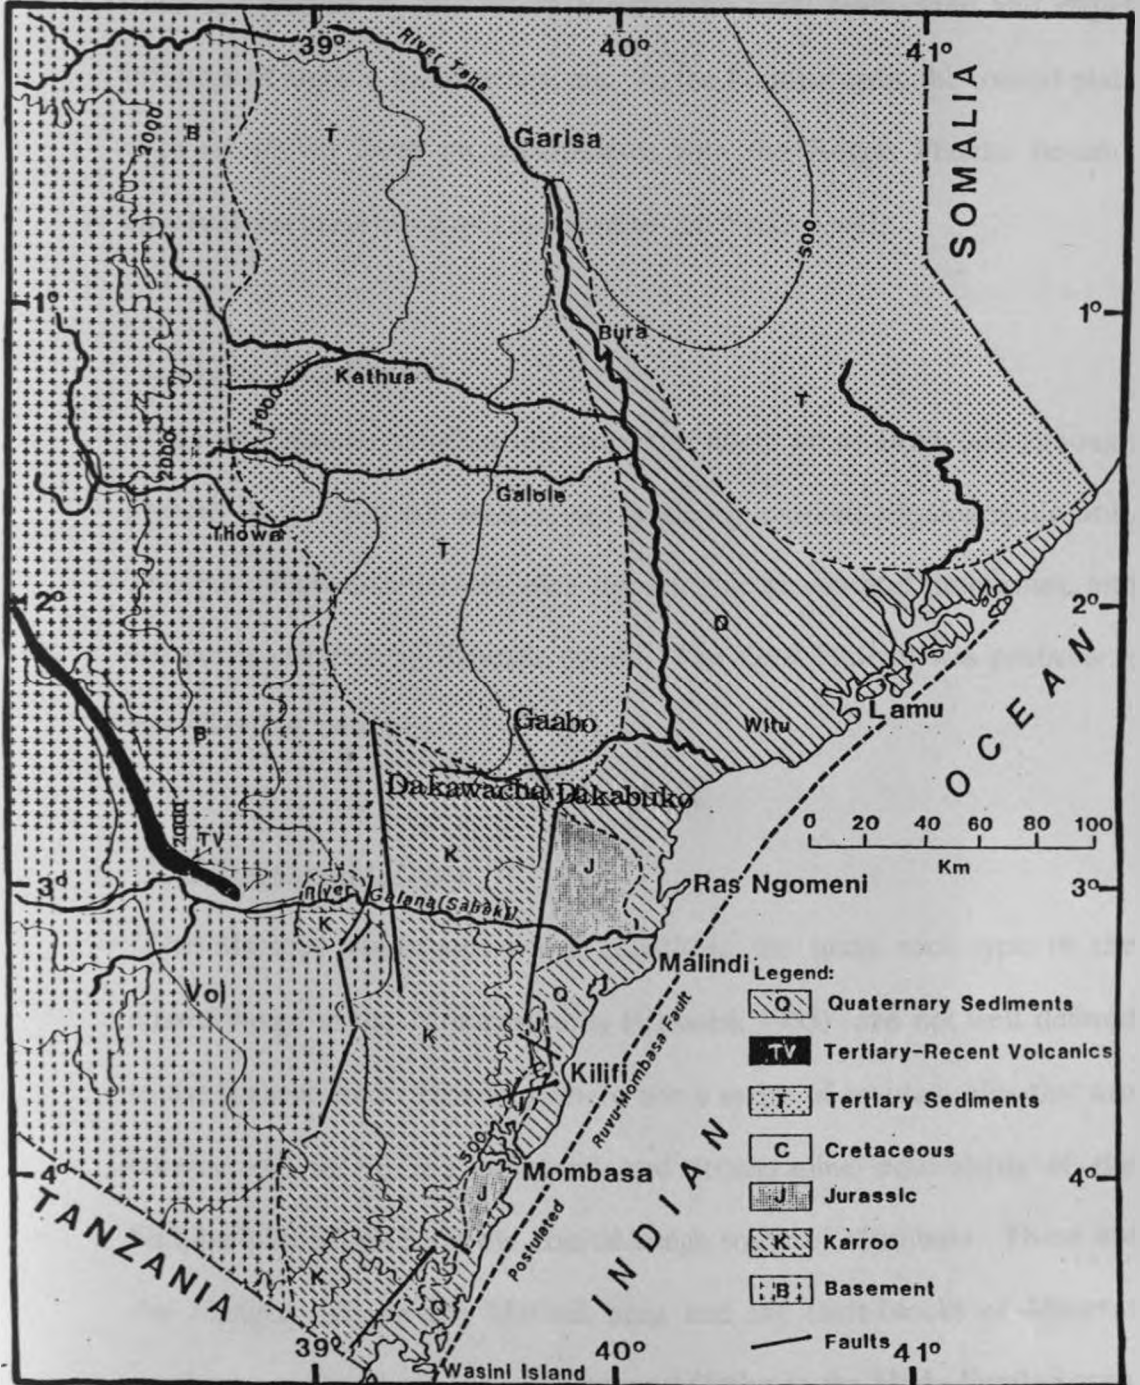 39°
40°
41°
River Tana
SOMALIA
B
2000
T
Garisa
500
1°
1°
Bura
Kathua
T
1000
2000
Galole
Thowa
T
2°
2°
Q
Lamu
Witu
Gaabo
B
OCEAN
Dakawacha Dakabuko
0 20 40 60 80 100
Km
2000
TV
K
J
3°
3°
River Galana (Sabaki)
Ras Ngomeni
K
Malindi
Voi
Q
K
J
C
Kilifi
J
Ruvu-Mombasa Fault
Postulated
500
Mombasa
4°
4°
J
INDIAN
TANZANIA
K
Q
39°
40°
41°
Wasini Island
Legend:
Q Quaternary Sediments
TV Tertiary-Recent Volcanics
T Tertiary Sediments
C Cretaceous
J Jurassic
K Karroo
B Basement
Faults